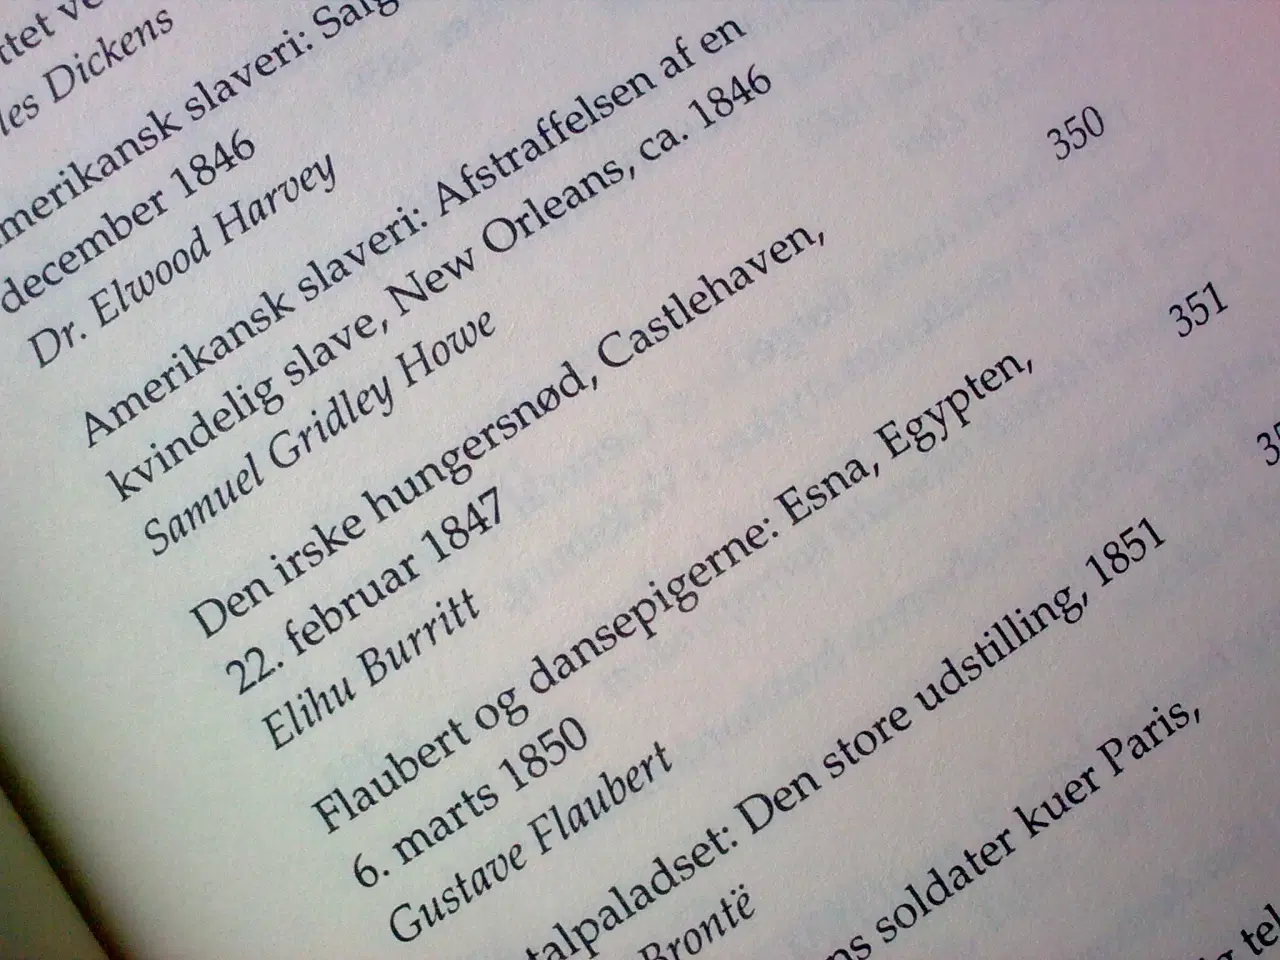 les Dickens
merikansk slaveri: Salg
december 1846
Dr. Elwood Harvey
Amerikansk slaveri: Afstraffelsen af en
kvindelig slave, New Orleans, ca. 1846
Samuel Gridley Howe
350
Den irske hungersnød, Castlehaven,
22. februar 1847
Elihu Burritt
351
Flaubert og dansepigerne: Esna, Egypten,
6. marts 1850
Gustave Flaubert
talpaladset: Den store udstilling, 1851
Brontë
ns soldater kuer Paris,